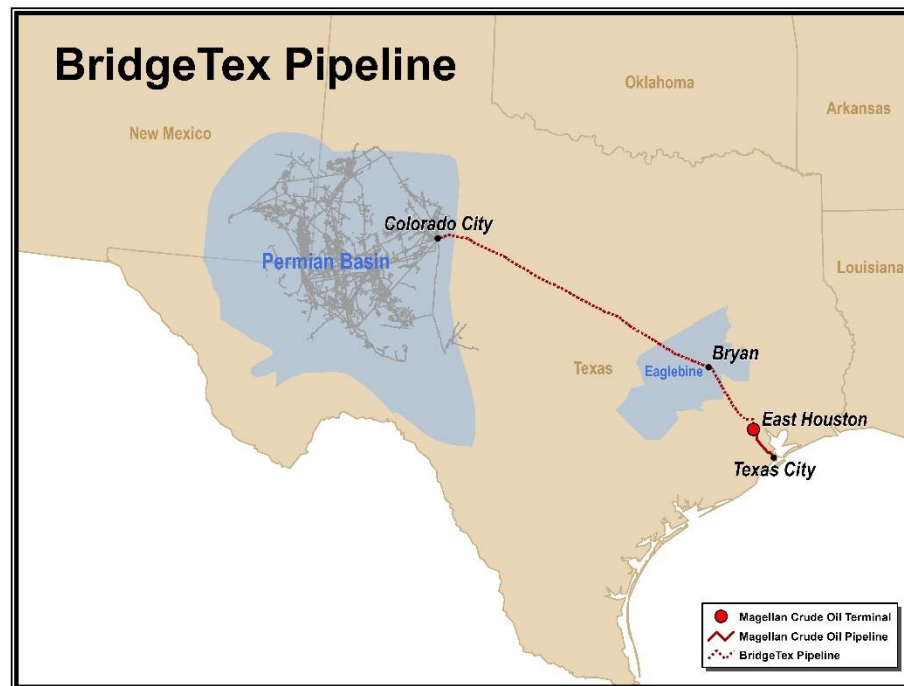 BridgeTex Pipeline
Oklahoma
Arkansas
New Mexico
Colorado City
Permian Basin
Louisiana
Bryan
Texas
Eaglebine
East Houston
Texas City
Magellan Crude Oil Terminal
Magellan Crude Oil Pipeline
BridgeTex Pipeline